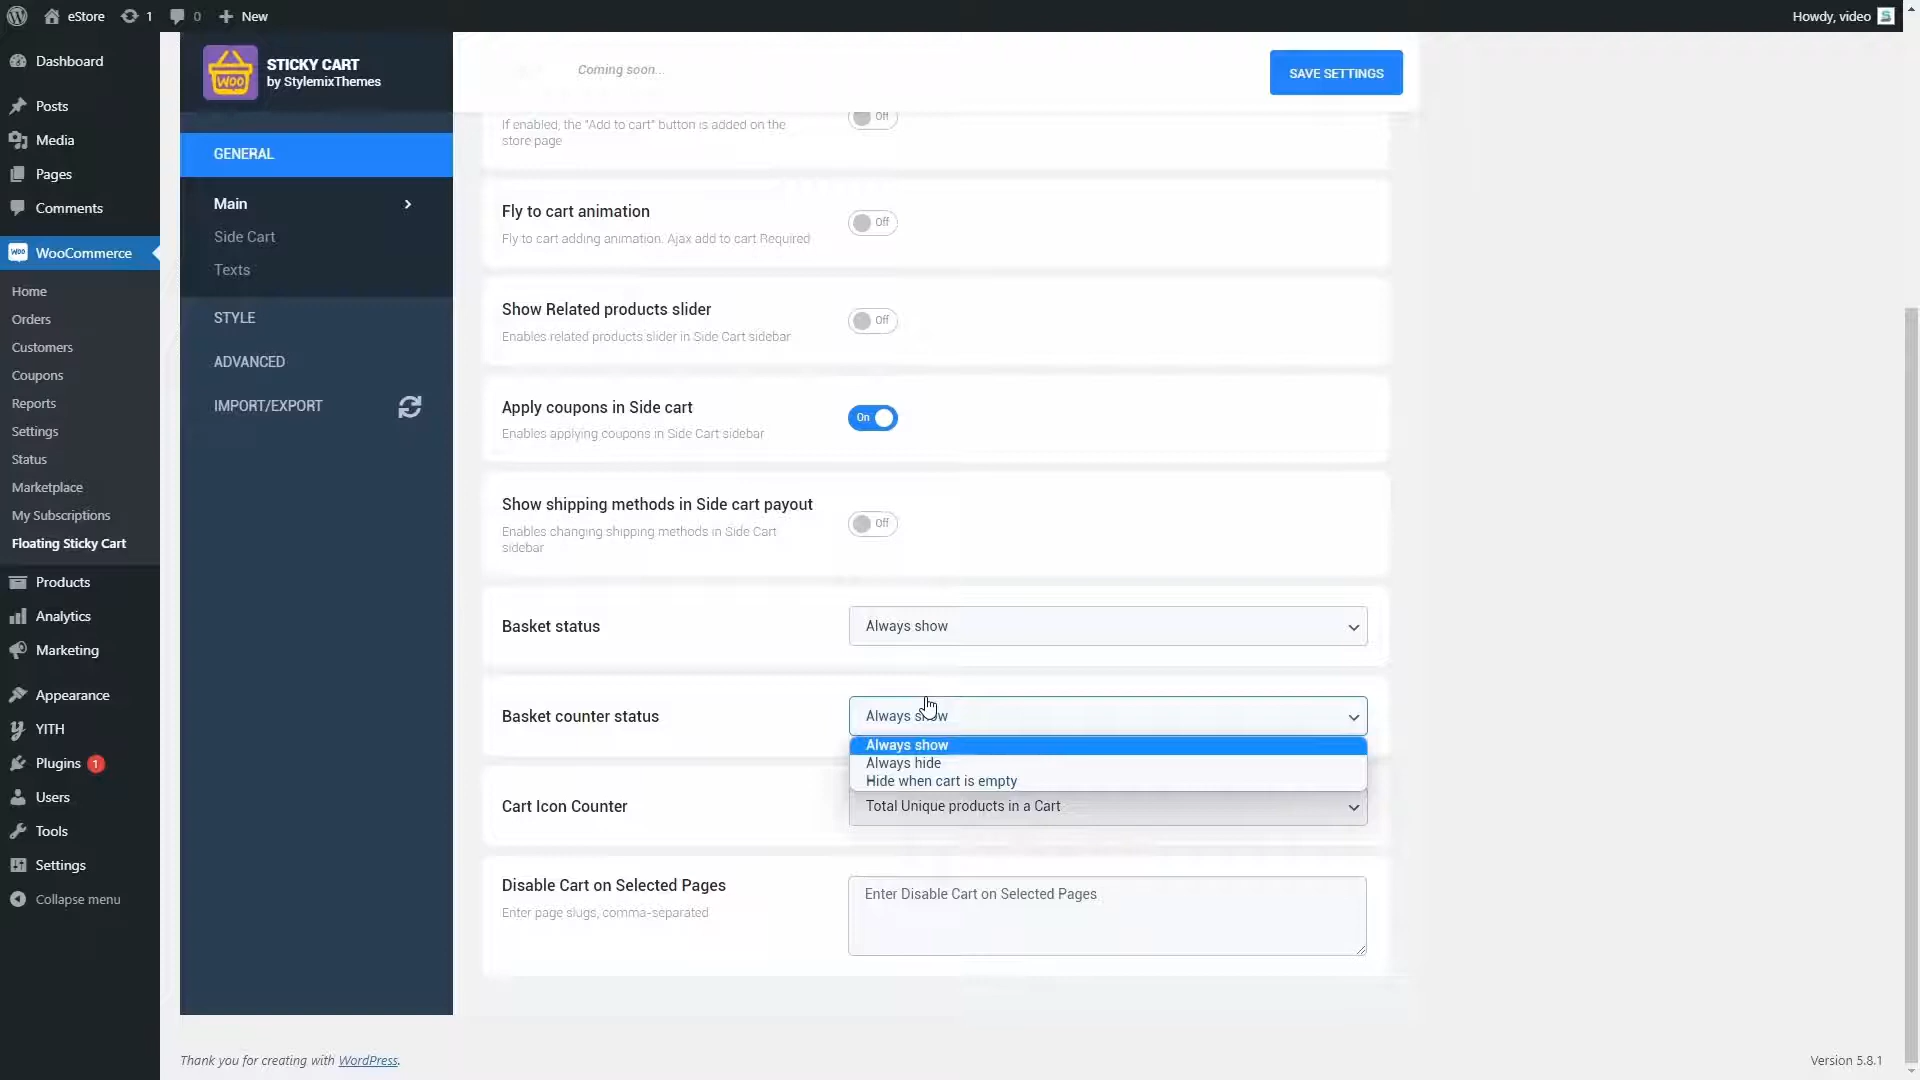 eStore
1
0
New
Howdy, video
Dashboard
Posts
Media
Pages
Comments
WooCommerce
Home
Orders
Customers
Coupons
Reports
Settings
Status
Marketplace
My Subscriptions
Floating Sticky Cart
Products
Analytics
Marketing
Appearance
YITH
Plugins 1
Users
Tools
Settings
Collapse menu
WOO
STICKY CART
by StylemixThemes
GENERAL
Main
Side Cart
Texts
STYLE
ADVANCED
IMPORT/EXPORT
Coming soon...
SAVE SETTINGS
If enabled, the "Add to cart" button is added on the
store page
Off
Fly to cart animation
Fly to cart adding animation. Ajax add to cart Required
Off
Show Related products slider
Enables related products slider in Side Cart sidebar
Off
Apply coupons in Side cart
Enables applying coupons in Side Cart sidebar
On
Show shipping methods in Side cart payout
Enables changing shipping methods in Side Cart
sidebar
Off
Basket status
Always show
Basket counter status
Always show
Always show
Always hide
Hide when cart is empty
Cart Icon Counter
Total Unique products in a Cart
Disable Cart on Selected Pages
Enter page slugs, comma-separated
Enter Disable Cart on Selected Pages
Thank you for creating with WordPress.
Version 5.8.1